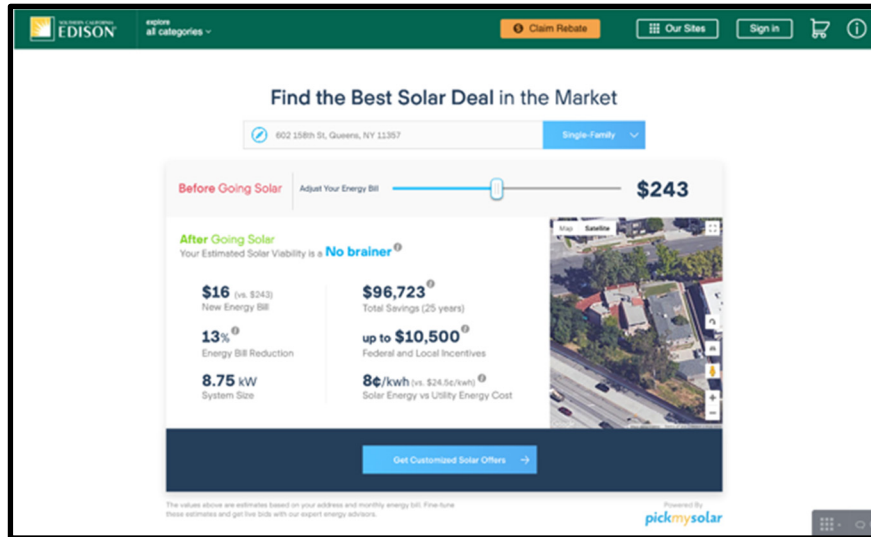 SOUTHERN CALIFORNIA
EDISON
explore
all categories
Claim Rebate
Our Sites
Sign in
Find the Best Solar Deal in the Market
602 158th St, Queens, NY 11357
Single-Family
Before Going Solar
Adjust Your Energy Bill
$243
After Going Solar
Your Estimated Solar Viability is a No brainer
$16 (vs. $243)
New Energy Bill
$96,723
Total Savings (25 years)
13%
Energy Bill Reduction
up to $10,500
Federal and Local Incentives
8.75 kW
System Size
8¢/kwh (vs. $24.5¢/kwh)
Solar Energy vs Utility Energy Cost
Map Satellite
Get Customized Solar Offers
The values above are estimates based on your address and monthly energy bill. Fine-tune
these estimates and get live bids with our expert energy advisors.
Powered By
pickmysolar